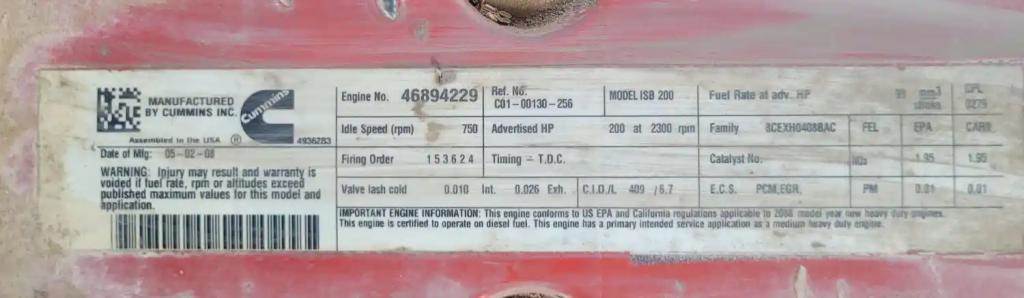 MANUFACTURED
BY CUMMINS INC.
Cummins
Assembled in the USA ®
4936283
Date of Mfg: 05-02-08
WARNING: Injury may result and warranty is
voided if fuel rate, rpm or altitudes exceed
published maximum values for this model and
application.
Engine No. 46894229 Ref. No. C01-00130-256 MODEL ISB 200 Fuel Rate at adv. HP mm3 stroke CPL
Idle Speed (rpm) 750 Advertised HP 200 at 2300 rpm Family 8CEXH0408BAC FEL EPA CARB
Firing Order 153624 Timing - T.D.C. Catalyst No. NOx 1.95 1.95
Valve lash cold 0.010 Int. 0.026 Exh. C.I.D./L 409 /6.7 E.C.S. PCM,EGR, PM 0.01 0.01
IMPORTANT ENGINE INFORMATION: This engine conforms to US EPA and California regulations applicable to 2008 model year new heavy duty engines.
This engine is certified to operate on diesel fuel. This engine has a primary intended service application as a medium heavy duty engine.